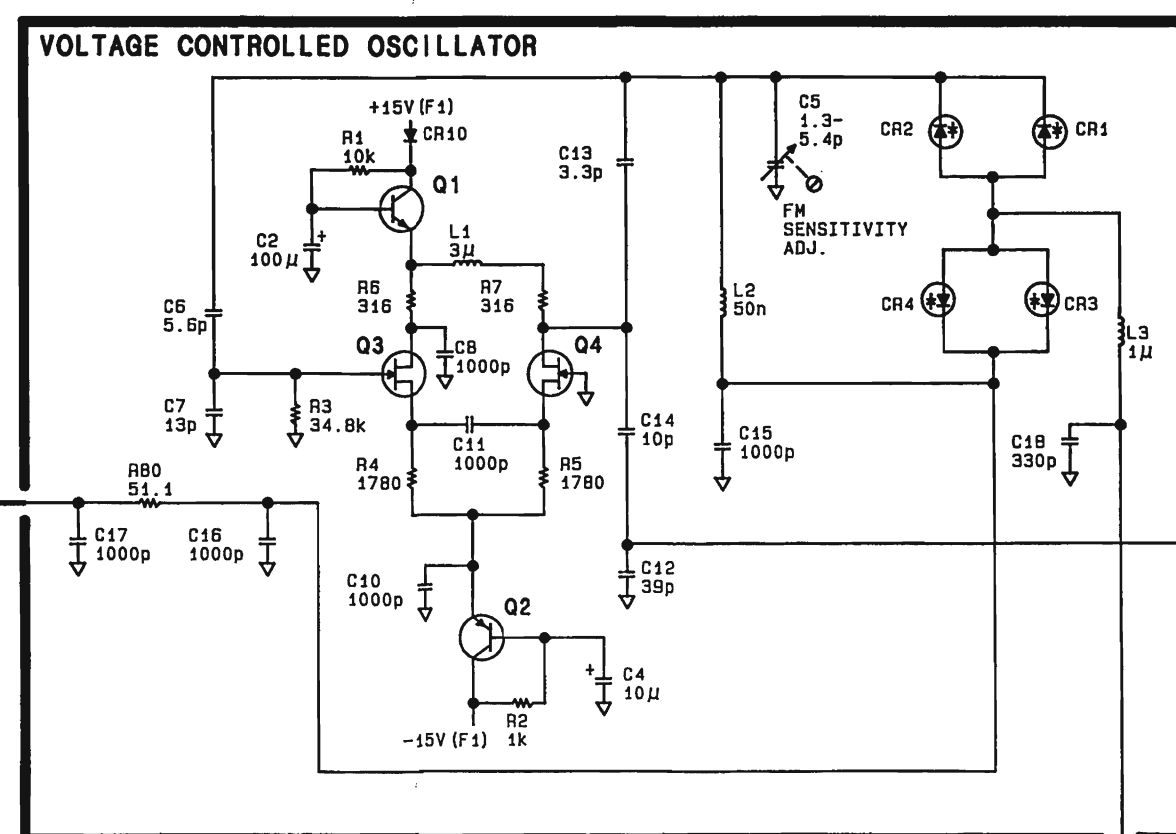 VOLTAGE CONTROLLED OSCILLATOR
+15V(F1)
CR10
R1
10k
Q1
C2
100µ
+
L1
3µ
R6
316
R7
316
C13
3.3p
C5
1.3-
5.4p
FM
SENSITIVITY
ADJ.
CR2
CR1
C6
5.6p
Q3
C8
1000p
Q4
L2
50n
CR4
CR3
L3
1µ
C7
13p
R3
34.8k
C11
1000p
C14
10p
C15
1000p
C18
330p
R4
1780
R5
1780
R80
51.1
C17
1000p
C16
1000p
C10
1000p
C12
39p
Q2
+
C4
10µ
R2
1k
-15V(F1)